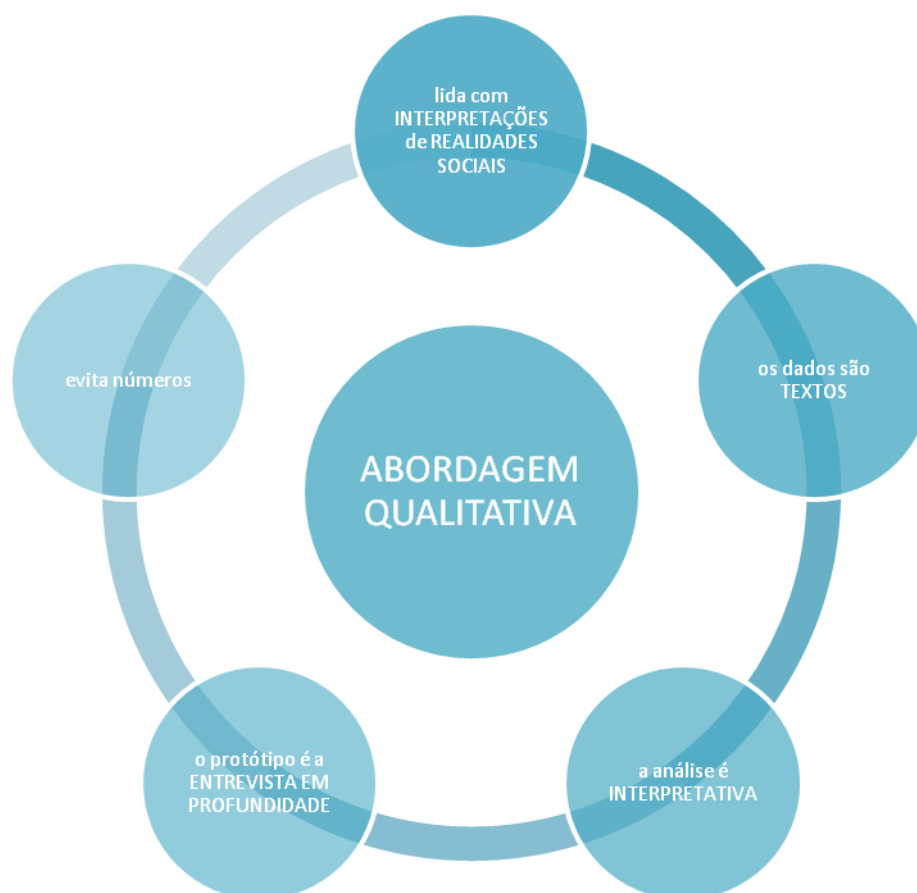 lida com
INTERPRETAÇÕES
de REALIDADES
SOCIAIS
os dados são
TEXTOS
a análise é
INTERPRETATIVA
o protótipo é a
ENTREVISTA EM
PROFUNDIDADE
evita números
ABORDAGEM
QUALITATIVA